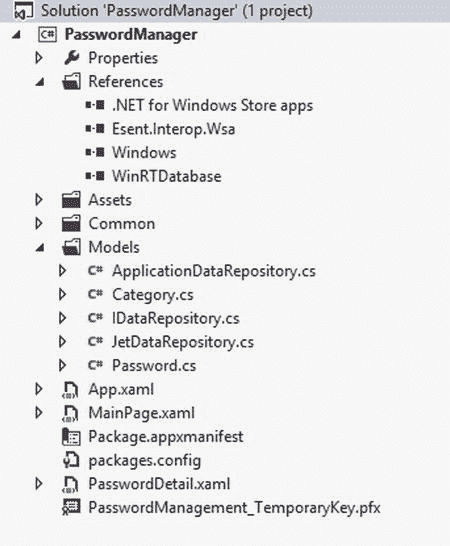 Solution 'PasswordManager' (1 project)
C# PasswordManager
Properties
References
.NET for Windows Store apps
Esent.Interop.Wsa
Windows
WinRTDatabase
Assets
Common
Models
C# ApplicationDataRepository.cs
C# Category.cs
C# IDataRepository.cs
C# JetDataRepository.cs
C# Password.cs
App.xaml
MainPage.xaml
Package.appxmanifest
packages.config
PasswordDetail.xaml
PasswordManagement_TemporaryKey.pfx